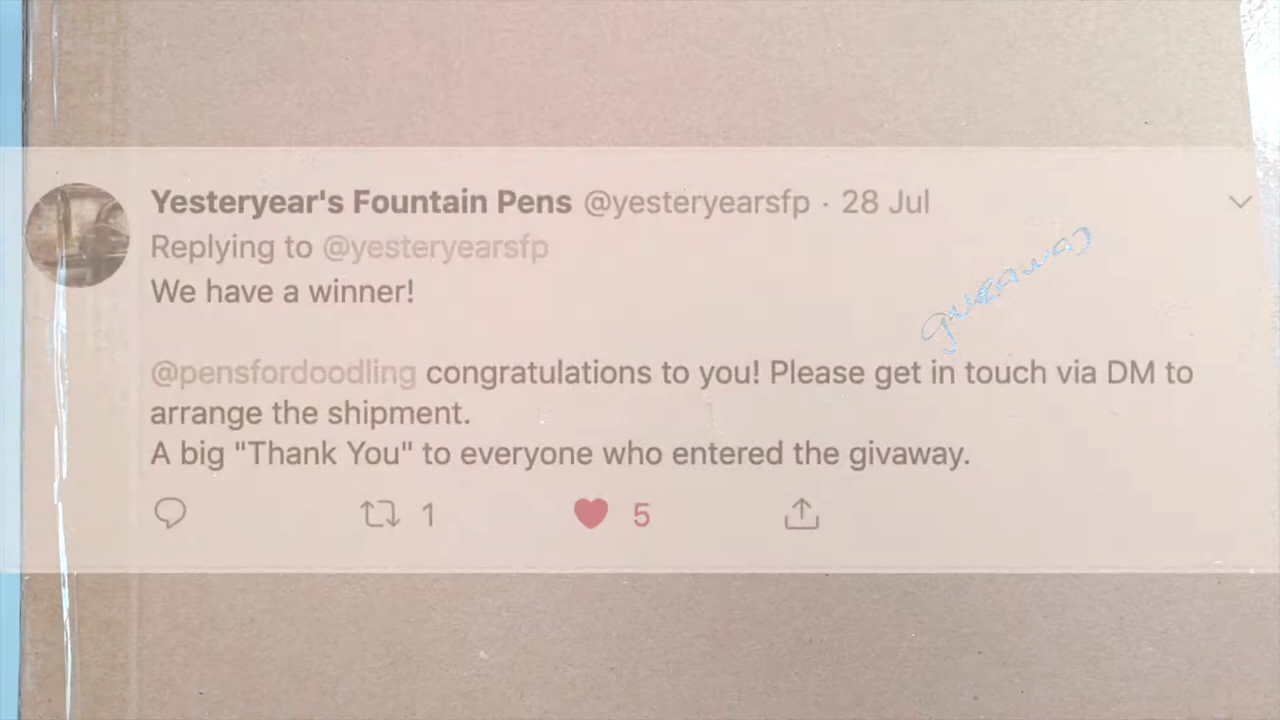 Yesteryear's Fountain Pens @yesteryearsfp · 28 Jul
Replying to @yesteryearsfp
We have a winner!
giveaway
@pensfordoodling congratulations to you! Please get in touch via DM to
arrange the shipment.
A big "Thank You" to everyone who entered the givaway.
1 5